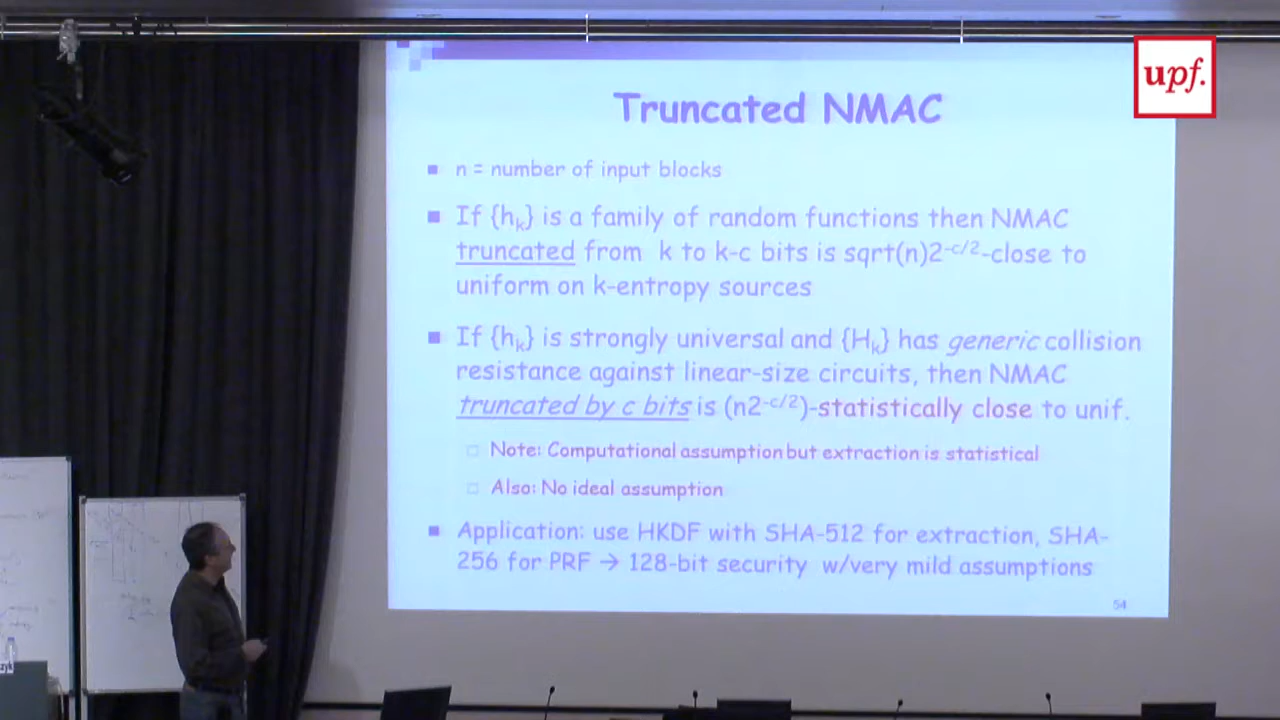 upf.
Truncated NMAC
n = number of input blocks
If {hk} is a family of random functions then NMAC
truncated from k to k-c bits is sqrt(n)2^-c/2-close to
uniform on k-entropy sources
If {hk} is strongly universal and {Hk} has generic collision
resistance against linear-size circuits, then NMAC
truncated by c bits is (n2^-c/2)-statistically close to unif.
Note: Computational assumption but extraction is statistical
Also: No ideal assumption
Application: use HKDF with SHA-512 for extraction, SHA-
256 for PRF → 128-bit security w/very mild assumptions
54
zyk